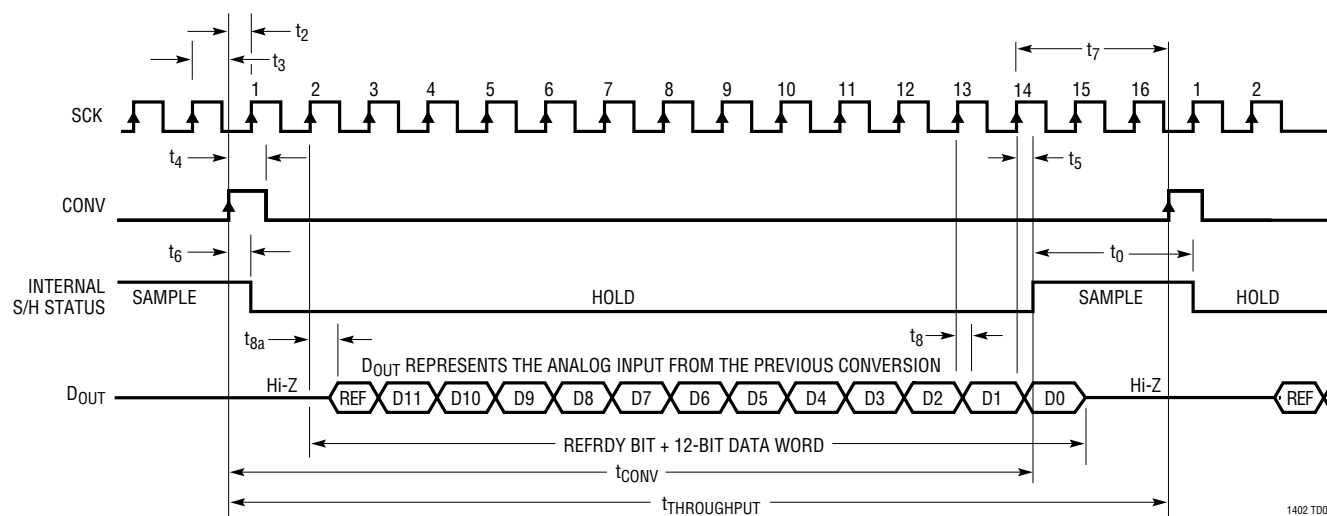 t2
t3
t7
1 2 3 4 5 6 7 8 9 10 11 12 13 14 15 16 1 2
SCK
t4
t5
CONV
t6
t0
INTERNAL
S/H STATUS
SAMPLE HOLD SAMPLE HOLD
t8a
t8
DOUT REPRESENTS THE ANALOG INPUT FROM THE PREVIOUS CONVERSION
DOUT
Hi-Z REF D11 D10 D9 D8 D7 D6 D5 D4 D3 D2 D1 D0 Hi-Z REF
REFRDY BIT + 12-BIT DATA WORD
tCONV
tTHROUGHPUT
1402 TD0